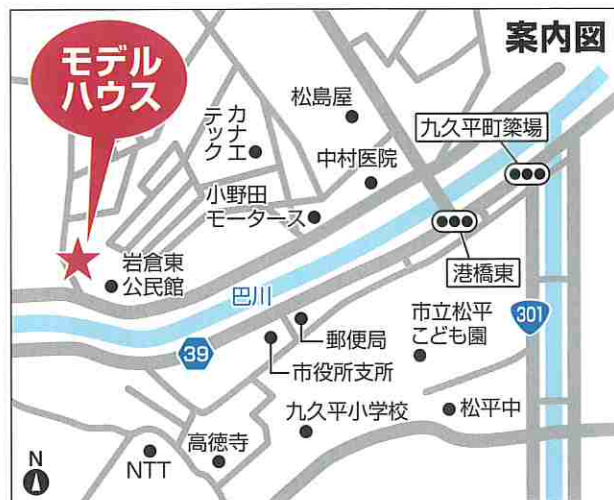 案内図
モデル
ハウス
カナエ
テック
松島屋
中村医院
九久平町簗場
小野田
モータース
港橋東
岩倉東
公民館
巴川
301
市立松平
こども園
39
郵便局
市役所支所
九久平小学校
松平中
高徳寺
NTT
N